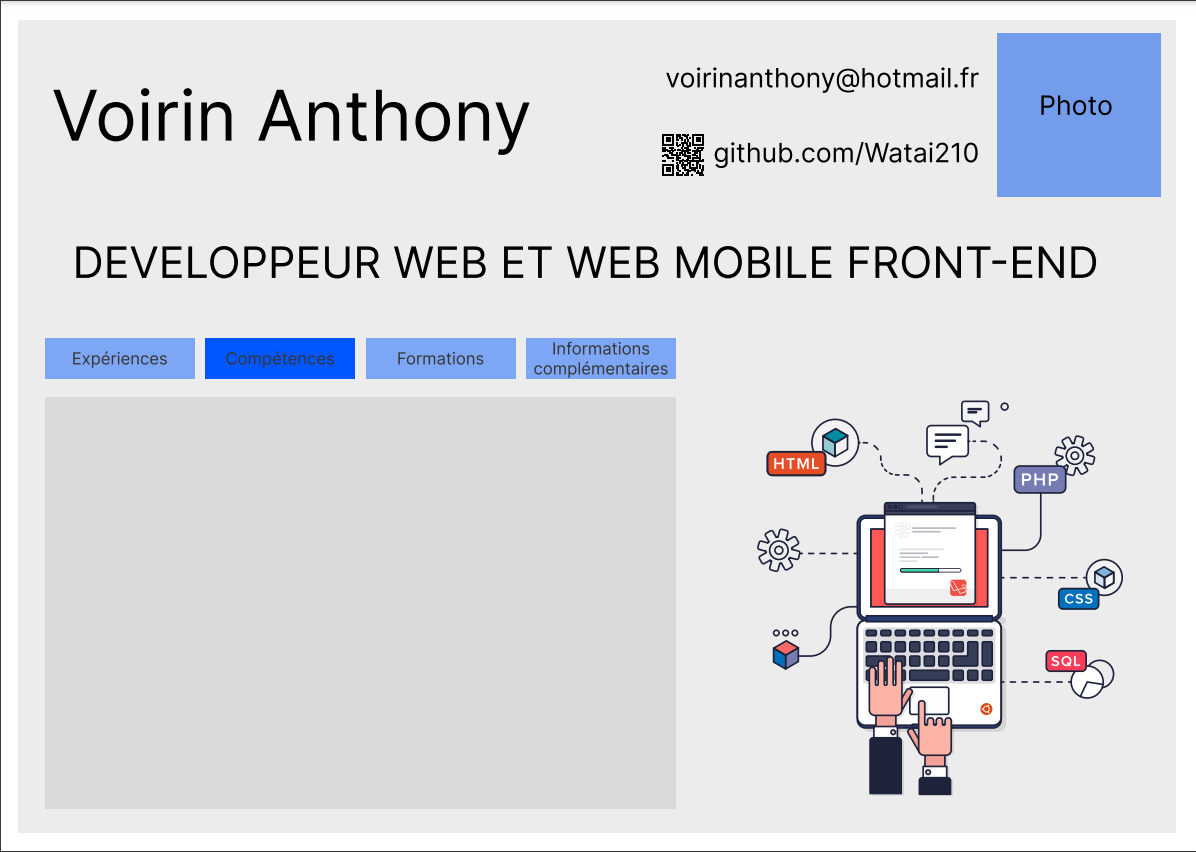 Voirin Anthony
voirinanthony@hotmail.fr
github.com/Watai210
Photo
DEVELOPPEUR WEB ET WEB MOBILE FRONT-END
Expériences
Compétences
Formations
Informations
complémentaires
HTML
PHP
CSS
SQL